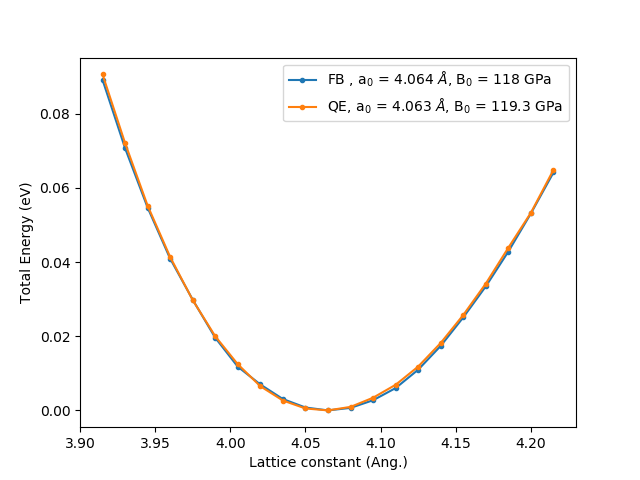 FB , a₀ = 4.064 Å, B₀ = 118 GPa
QE, a₀ = 4.063 Å, B₀ = 119.3 GPa
0.08
0.06
0.04
0.02
0.00
Total Energy (eV)
3.90 3.95 4.00 4.05 4.10 4.15 4.20
Lattice constant (Ang.)